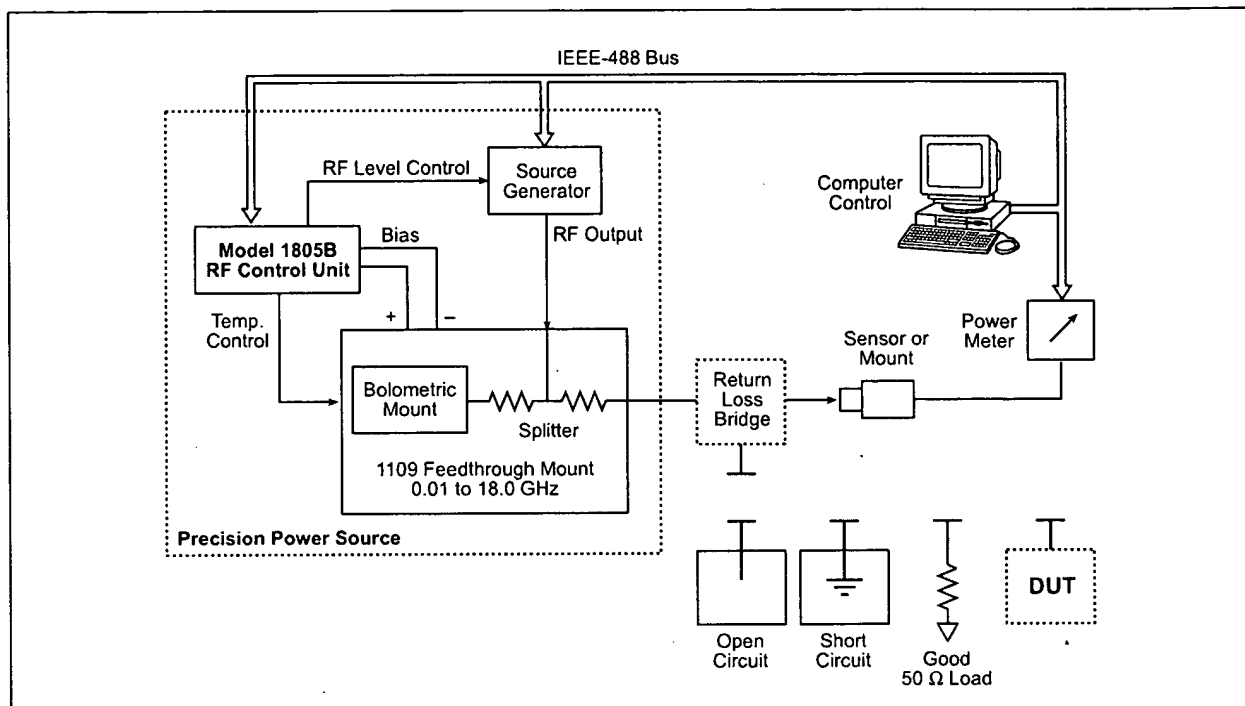 IEEE-488 Bus
RF Level Control
Source
Generator
Computer
Control
RF Output
Model 1805B
RF Control Unit
Bias
Temp.
Control
+
–
Power
Meter
Sensor or
Mount
Bolometric
Mount
Splitter
Return
Loss
Bridge
1109 Feedthrough Mount
0.01 to 18.0 GHz
Precision Power Source
DUT
Open
Circuit
Short
Circuit
Good
50 Ω Load